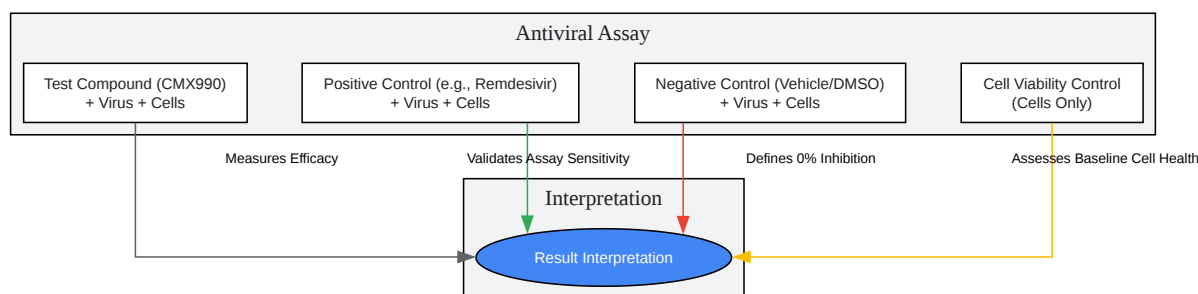 Antiviral Assay
Test Compound (CMX990)
+ Virus + Cells
Positive Control (e.g., Remdesivir)
+ Virus + Cells
Negative Control (Vehicle/DMSO)
+ Virus + Cells
Cell Viability Control
(Cells Only)
Measures Efficacy
Validates Assay Sensitivity
Defines 0% Inhibition
Assesses Baseline Cell Health
Interpretation
Result Interpretation